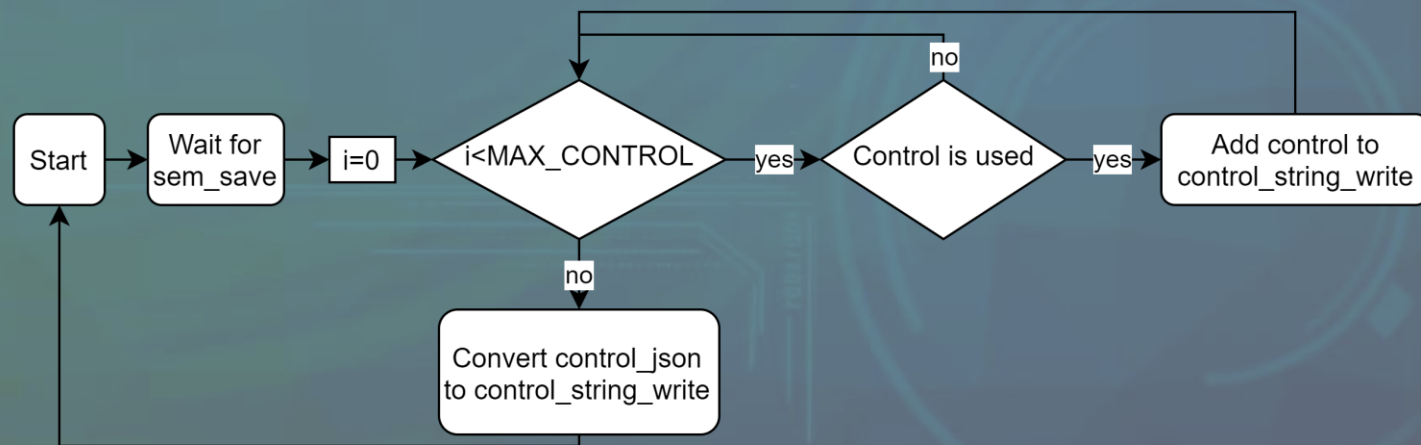 Start
Wait for
sem_save
i=0
i<MAX_CONTROL
yes
Control is used
no
yes
Add control to
control_string_write
no
Convert control_json
to control_string_write